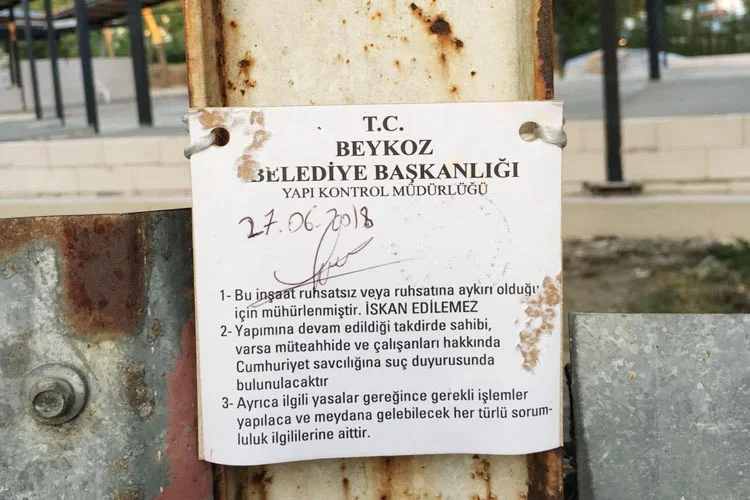 T.C.
BEYKOZ
BELEDİYE BAŞKANLIĞI
YAPI KONTROL MÜDÜRLÜĞÜ
27.06.2018
1- Bu inşaat ruhsatsız veya ruhsatına aykırı olduğu
için mühürlenmiştir. İSKAN EDİLEMEZ
2- Yapımına devam edildiği takdirde sahibi,
varsa müteahhide ve çalışanları hakkında
Cumhuriyet savcılığına suç duyurusunda
bulunulacaktır
3- Ayrıca ilgili yasalar gereğince gerekli işlemler
yapılaca ve meydana gelebilecek her türlü sorum-
luluk ilgililerine aittir.